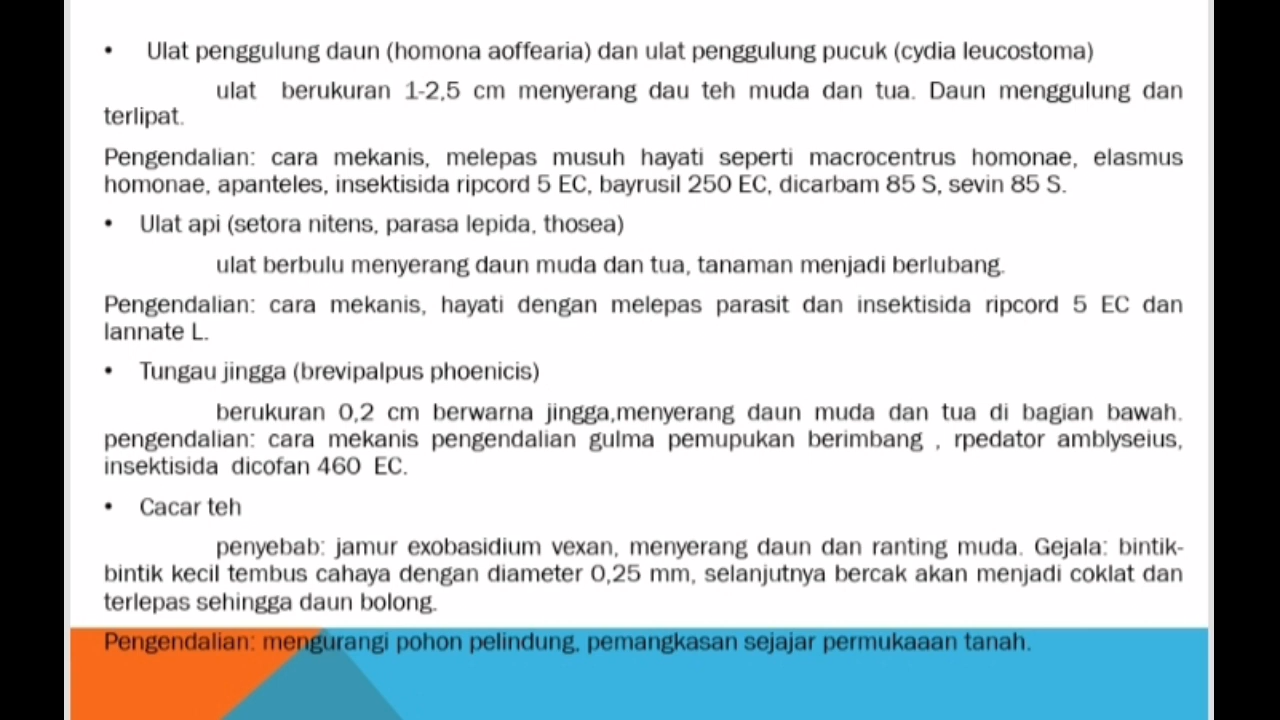 • Ulat penggulung daun (homona aoffearia) dan ulat penggulung pucuk (cydia leucostoma)
ulat berukuran 1-2,5 cm menyerang dau teh muda dan tua. Daun menggulung dan
terlipat.
Pengendalian: cara mekanis, melepas musuh hayati seperti macrocentrus homonae, elasmus
homonae, apanteles, insektisida ripcord 5 EC, bayrusil 250 EC, dicarbam 85 S, sevin 85 S.
• Ulat api (setora nitens, parasa lepida, thosea)
ulat berbulu menyerang daun muda dan tua, tanaman menjadi berlubang.
Pengendalian: cara mekanis, hayati dengan melepas parasit dan insektisida ripcord 5 EC dan
lannate L.
• Tungau jingga (brevipalpus phoenicis)
berukuran 0,2 cm berwarna jingga,menyerang daun muda dan tua di bagian bawah.
pengendalian: cara mekanis pengendalian gulma pemupukan berimbang , rpedator amblyseius,
insektisida dicofan 460 EC.
• Cacar teh
penyebab: jamur exobasidium vexan, menyerang daun dan ranting muda. Gejala: bintik-
bintik kecil tembus cahaya dengan diameter 0,25 mm, selanjutnya bercak akan menjadi coklat dan
terlepas sehingga daun bolong.
Pengendalian: mengurangi pohon pelindung, pemangkasan sejajar permukaaan tanah.